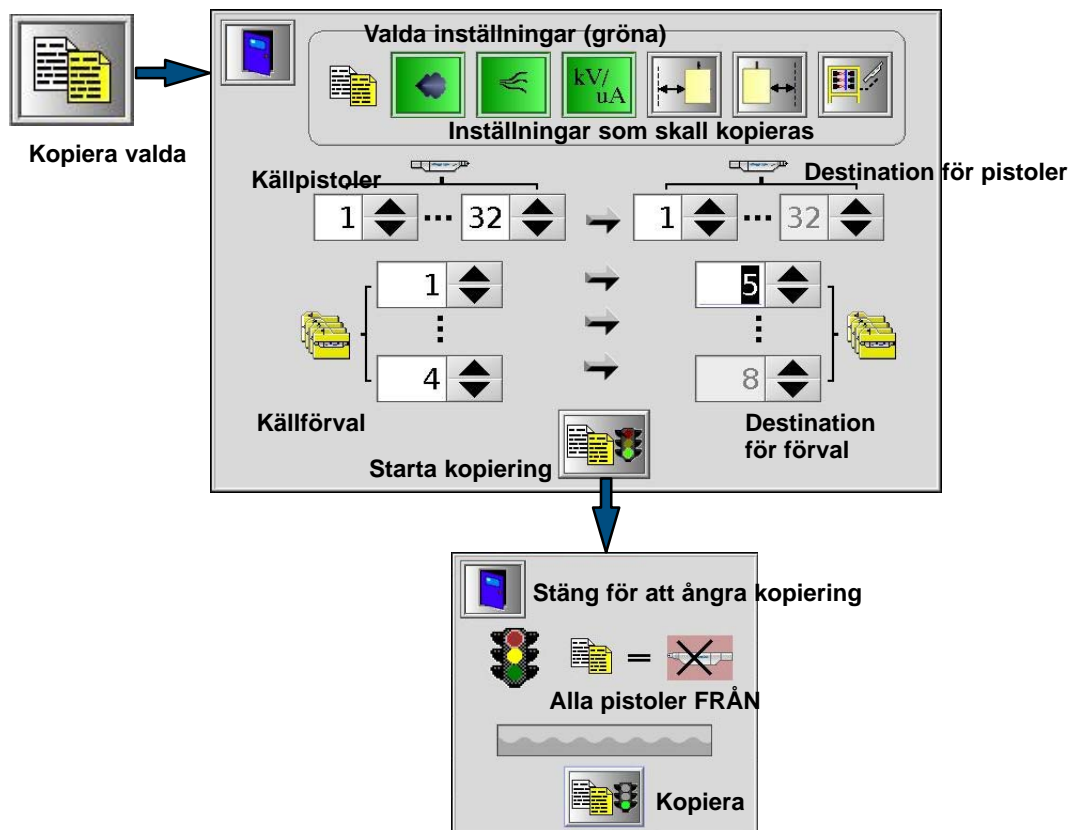 Kopiera valda
Valda inställningar (gröna)
kV/
uA
Inställningar som skall kopieras
Källpistoler
Destination för pistoler
1 ... 32 1 ... 32
1 5
4 8
Källförval
Destination
för förval
Starta kopiering
Stäng för att ångra kopiering
=
Alla pistoler FRÅN
Kopiera